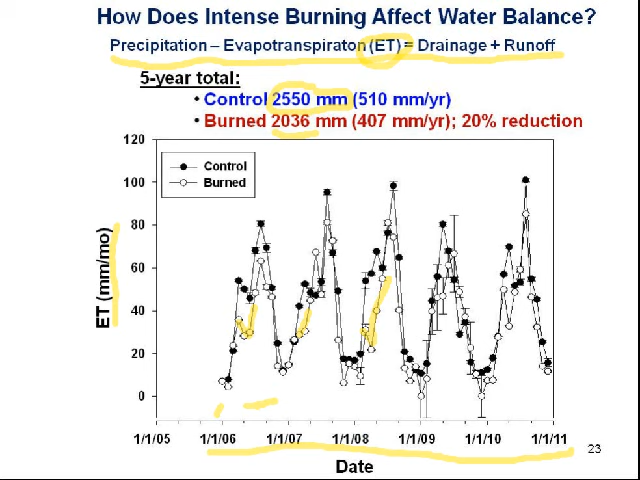 How Does Intense Burning Affect Water Balance?
Precipitation – Evapotranspiraton (ET) = Drainage + Runoff
5-year total:
• Control 2550 mm (510 mm/yr)
• Burned 2036 mm (407 mm/yr); 20% reduction
120
100
80
60
40
20
0
ET (mm/mo)
Control
Burned
1/1/05 1/1/06 1/1/07 1/1/08 1/1/09 1/1/10 1/1/11
Date
23